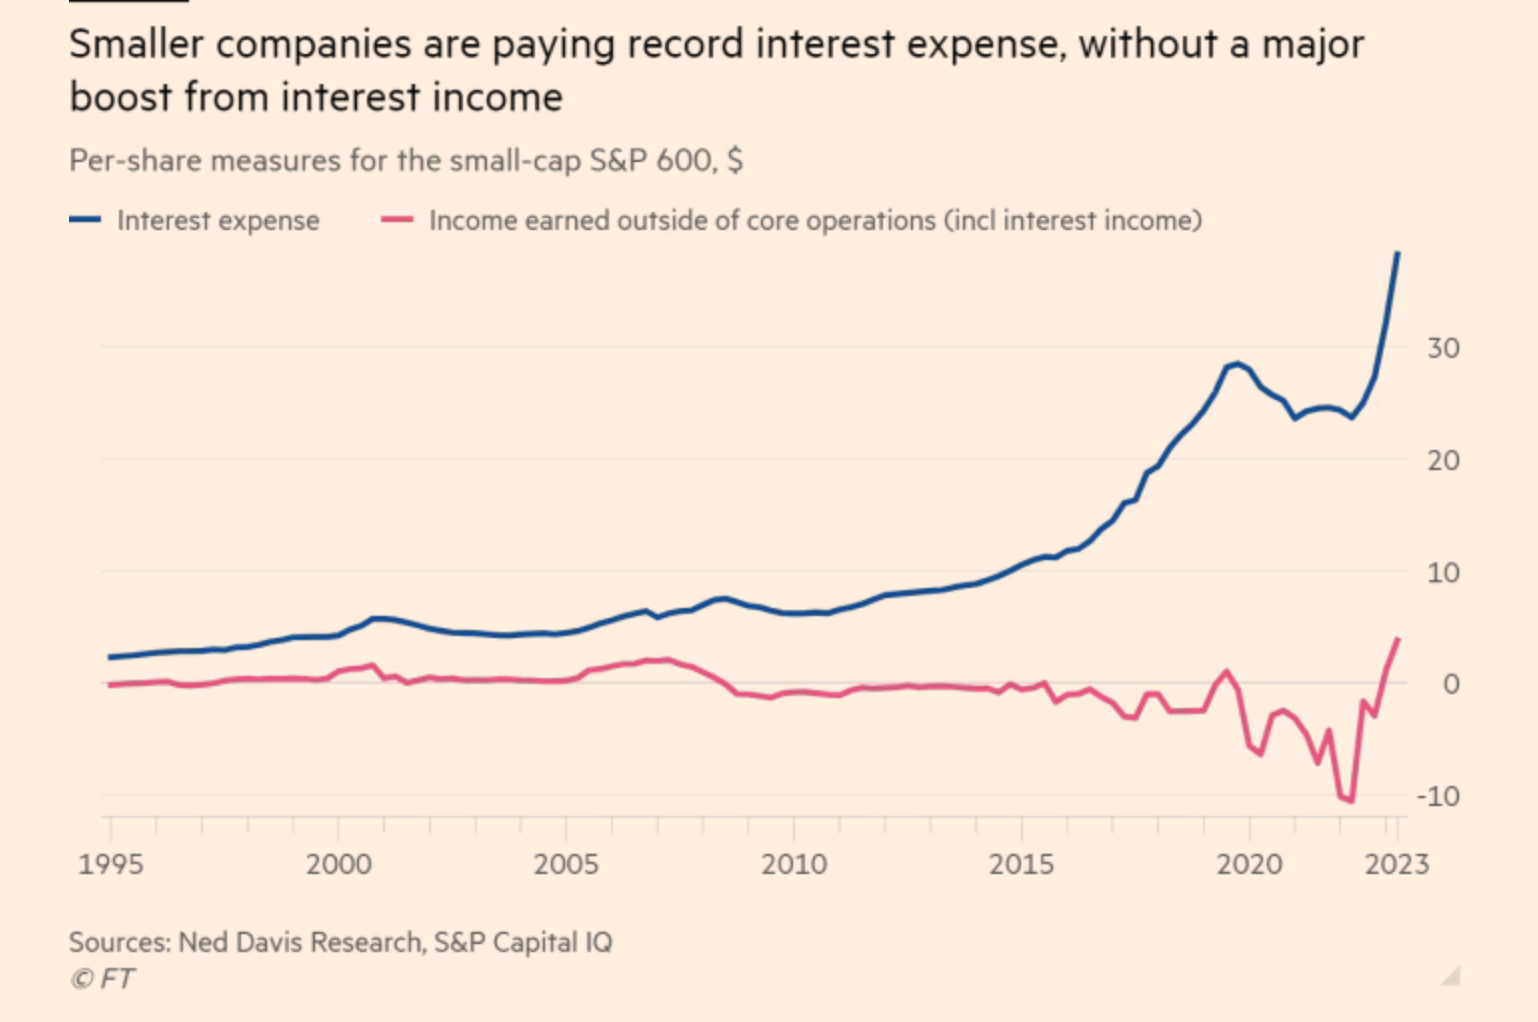 Smaller companies are paying record interest expense, without a major
boost from interest income
Per-share measures for the small-cap S&P 600, $
Interest expense
Income earned outside of core operations (incl interest income)
30
20
10
0
-10
1995
2000
2005
2010
2015
2020
2023
Sources: Ned Davis Research, S&P Capital IQ
© FT